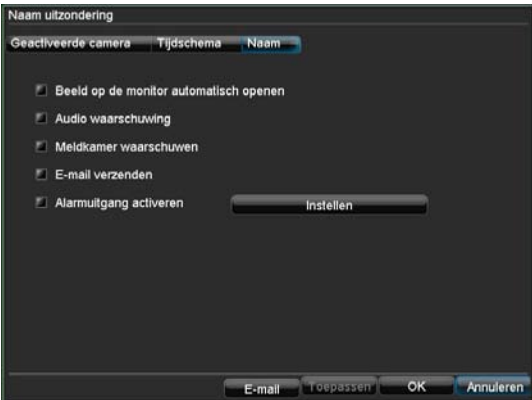 Naam uitzondering
Geactiveerde camera Tijdschema Naam
Beeld op de monitor automatisch openen
Audio waarschuwing
Meldkamer waarschuwen
E-mail verzenden
Alarmuitgang activeren Instellen
E-mail Toepassen OK Annuleren